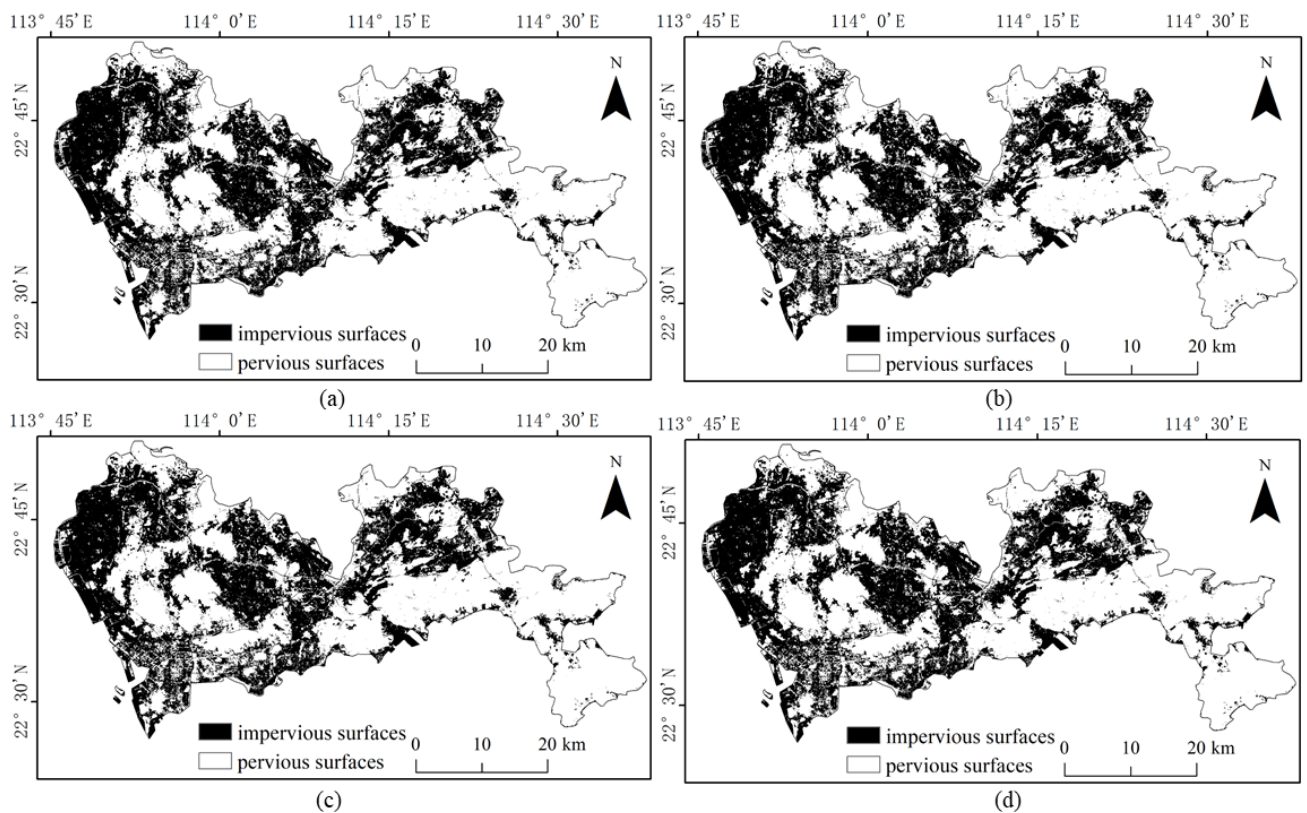 113° 45′E 114° 0′E 114° 15′E 114° 30′E
22° 45′N
22° 30′N
N
impervious surfaces
pervious surfaces
0 10 20 km
(a)
113° 45′E 114° 0′E 114° 15′E 114° 30′E
22° 45′N
22° 30′N
N
impervious surfaces
pervious surfaces
0 10 20 km
(b)
113° 45′E 114° 0′E 114° 15′E 114° 30′E
22° 45′N
22° 30′N
N
impervious surfaces
pervious surfaces
0 10 20 km
(c)
113° 45′E 114° 0′E 114° 15′E 114° 30′E
22° 45′N
22° 30′N
N
impervious surfaces
pervious surfaces
0 10 20 km
(d)